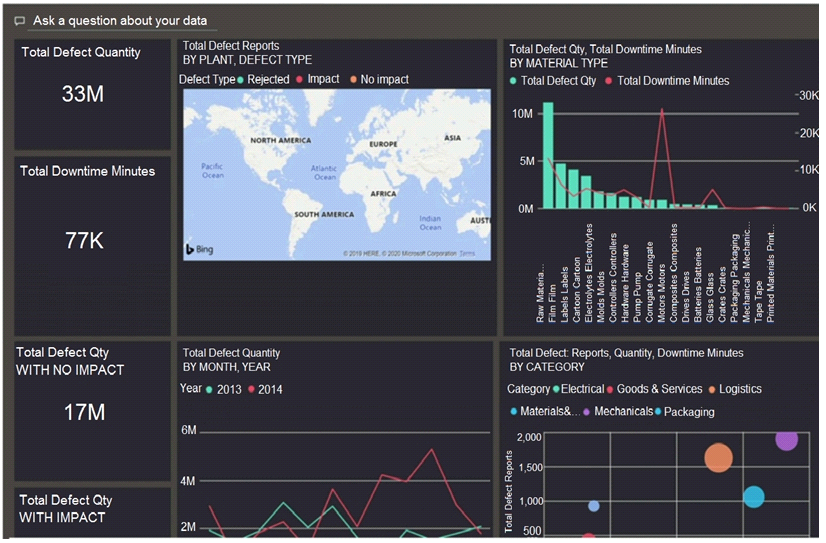 Ask a question about your data
Total Defect Quantity
33M
Total Downtime Minutes
77K
Total Defect Qty
WITH NO IMPACT
17M
Total Defect Qty
WITH IMPACT
Total Defect Reports
BY PLANT, DEFECT TYPE
Defect Type Rejected Impact No impact
NORTH AMERICA
EUROPE
ASIA
Pacific
Ocean
Atlantic
Ocean
AFRICA
SOUTH AMERICA
Indian
Ocean
AUST
Bing
© 2019 HERE, © 2020 Microsoft Corporation Terms
Total Defect Qty, Total Downtime Minutes
BY MATERIAL TYPE
Total Defect Qty Total Downtime Minutes
10M
5M
0M
30K
20K
10K
0K
Raw Materia...
Film Film
Labels Labels
Cartoon Cartoon
Electrolytes Electrolytes
Molds Molds
Controllers Controllers
Hardware Hardware
Pump Pump
Corrugate Corrugate
Motors Motors
Composites Composites
Drives Drives
Batteries Batteries
Glass Glass
Crates Crates
Packaging Packaging
Mechanicals Mechanic...
Tape Tape
Printed Materials Print...
Total Defect Quantity
BY MONTH, YEAR
Year 2013 2014
6M
4M
2M
Total Defect: Reports, Quantity, Downtime Minutes
BY CATEGORY
Category Electrical Goods & Services Logistics
Materials&... Mechanicals Packaging
Total Defect Reports
2,000
1,500
1,000
500